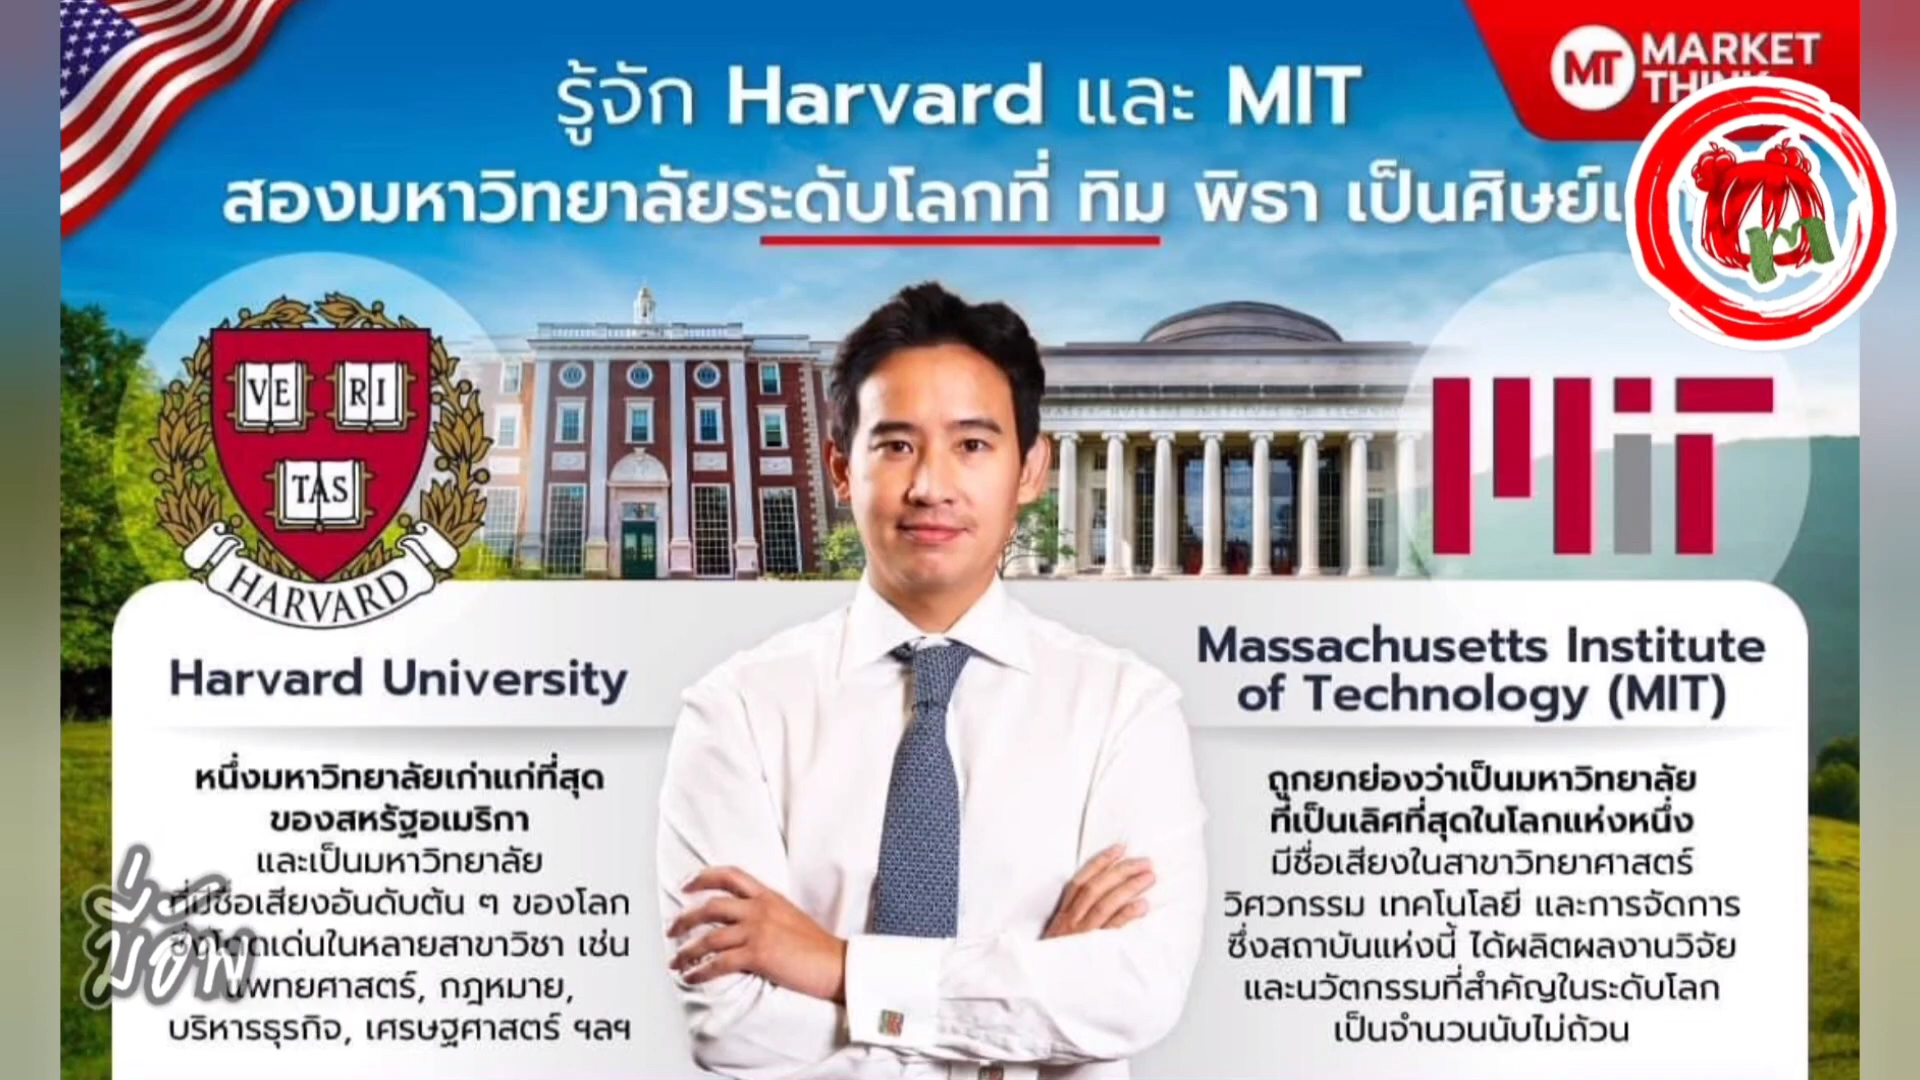 MT MARKET
รู้จัก Harvard และ MIT
สองมหาวิทยาลัยระดับโลกที่ ทิม พิธา เป็นศิษย์
VE RI
TAS
HARVARD
MASSACHVSETTS INSTITVTE OF
MIT
Harvard University
หนึ่งมหาวิทยาลัยเก่าแก่ที่สุด
ของสหรัฐอเมริกา
และเป็นมหาวิทยาลัย
ที่มีชื่อเสียงอันดับต้น ๆ ของโลก
ซึ่งโดดเด่นในหลายสาขาวิชา เช่น
แพทยศาสตร์, กฎหมาย,
บริหารธุรกิจ, เศรษฐศาสตร์ ฯลฯ
Massachusetts Institute
of Technology (MIT)
ถูกยกย่องว่าเป็นมหาวิทยาลัย
ที่เป็นเลิศที่สุดในโลกแห่งหนึ่ง
มีชื่อเสียงในสาขาวิทยาศาสตร์
วิศวกรรม เทคโนโลยี และการจัดการ
ซึ่งสถาบันแห่งนี้ ได้ผลิตผลงานวิจัย
และนวัตกรรมที่สำคัญในระดับโลก
เป็นจำนวนนับไม่ถ้วน